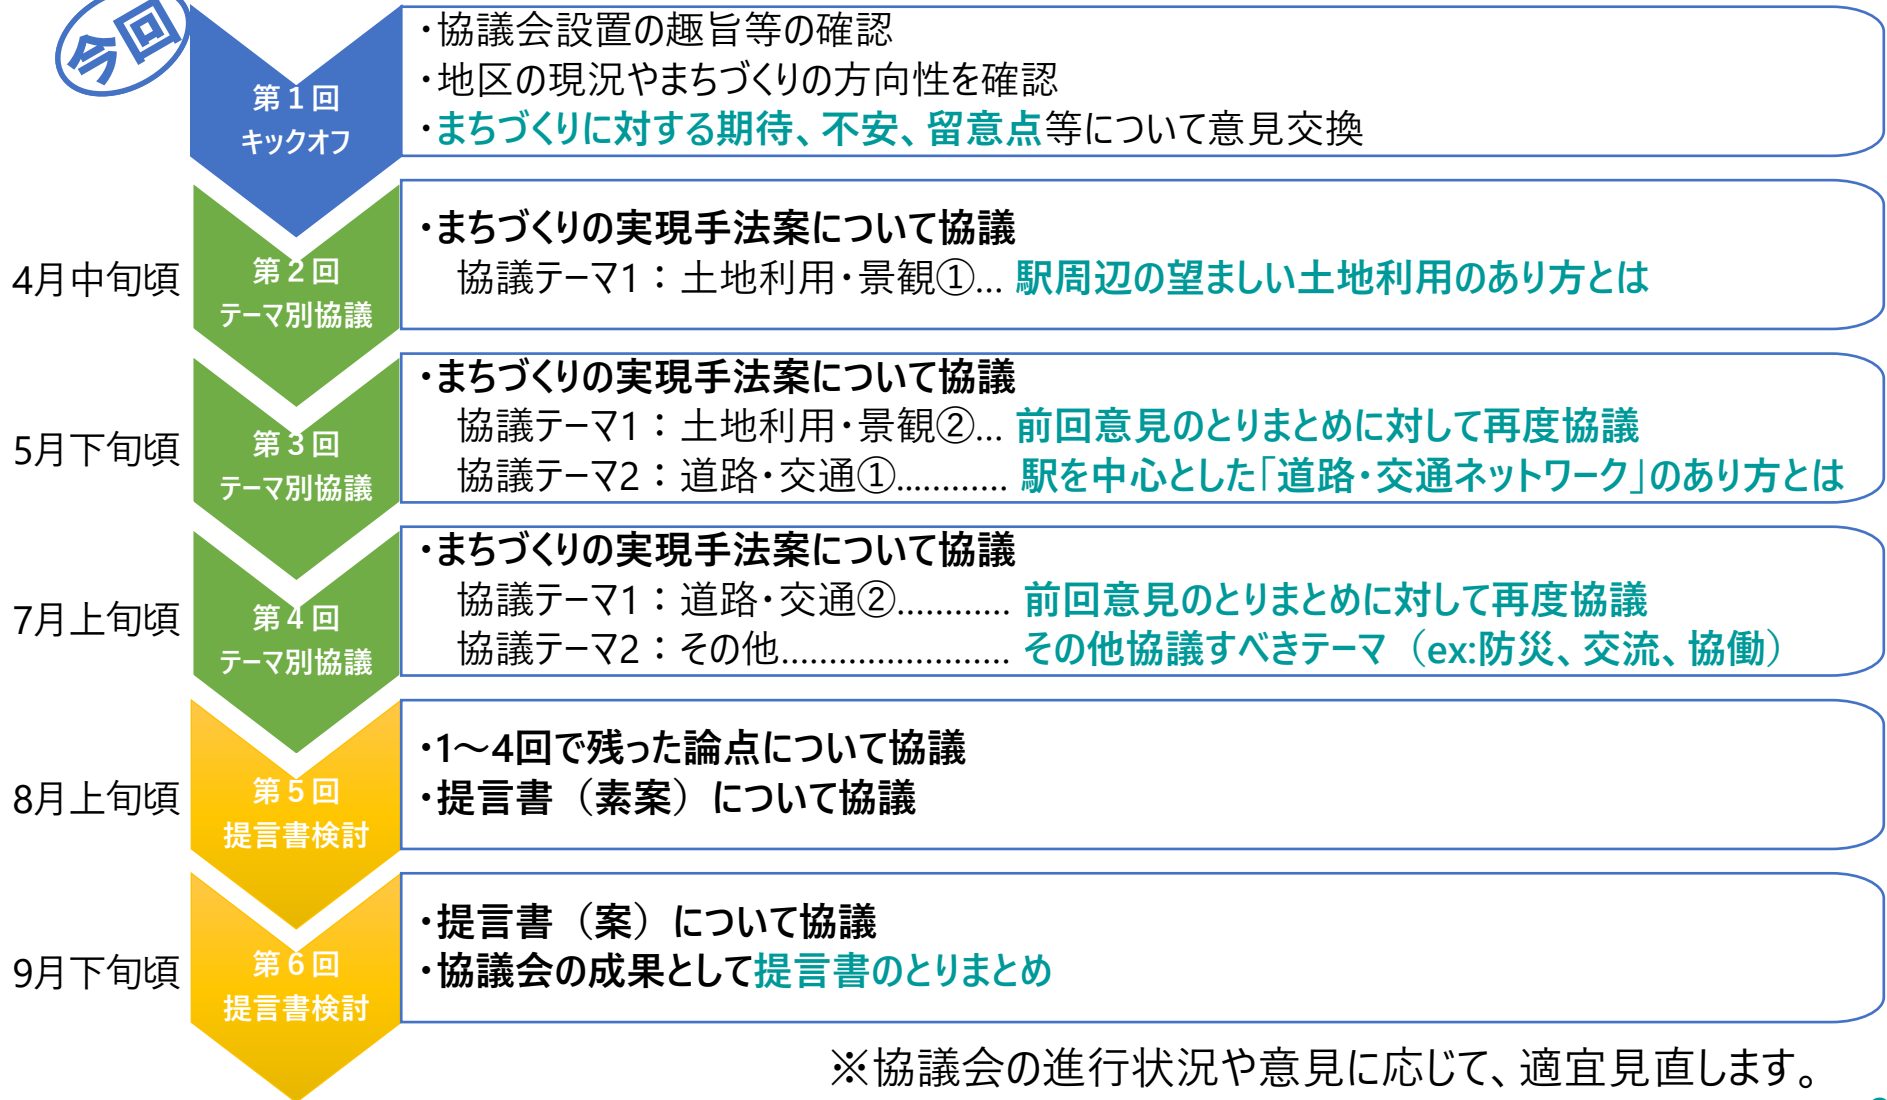 今回
第1回
キックオフ
・協議会設置の趣旨等の確認
・地区の現況やまちづくりの方向性を確認
・まちづくりに対する期待、不安、留意点等について意見交換
4月中旬頃
第2回
テーマ別協議
・まちづくりの実現手法案について協議
協議テーマ1：土地利用・景観①… 駅周辺の望ましい土地利用のあり方とは
5月下旬頃
第3回
テーマ別協議
・まちづくりの実現手法案について協議
協議テーマ1：土地利用・景観②… 前回意見のとりまとめに対して再度協議
協議テーマ2：道路・交通①………… 駅を中心とした「道路・交通ネットワーク」のあり方とは
7月上旬頃
第4回
テーマ別協議
・まちづくりの実現手法案について協議
協議テーマ1：道路・交通②………… 前回意見のとりまとめに対して再度協議
協議テーマ2：その他…………………… その他協議すべきテーマ（ex:防災、交流、協働）
8月上旬頃
第5回
提言書検討
・1～4回で残った論点について協議
・提言書（素案）について協議
9月下旬頃
第6回
提言書検討
・提言書（案）について協議
・協議会の成果として提言書のとりまとめ
※協議会の進行状況や意見に応じて、適宜見直します。